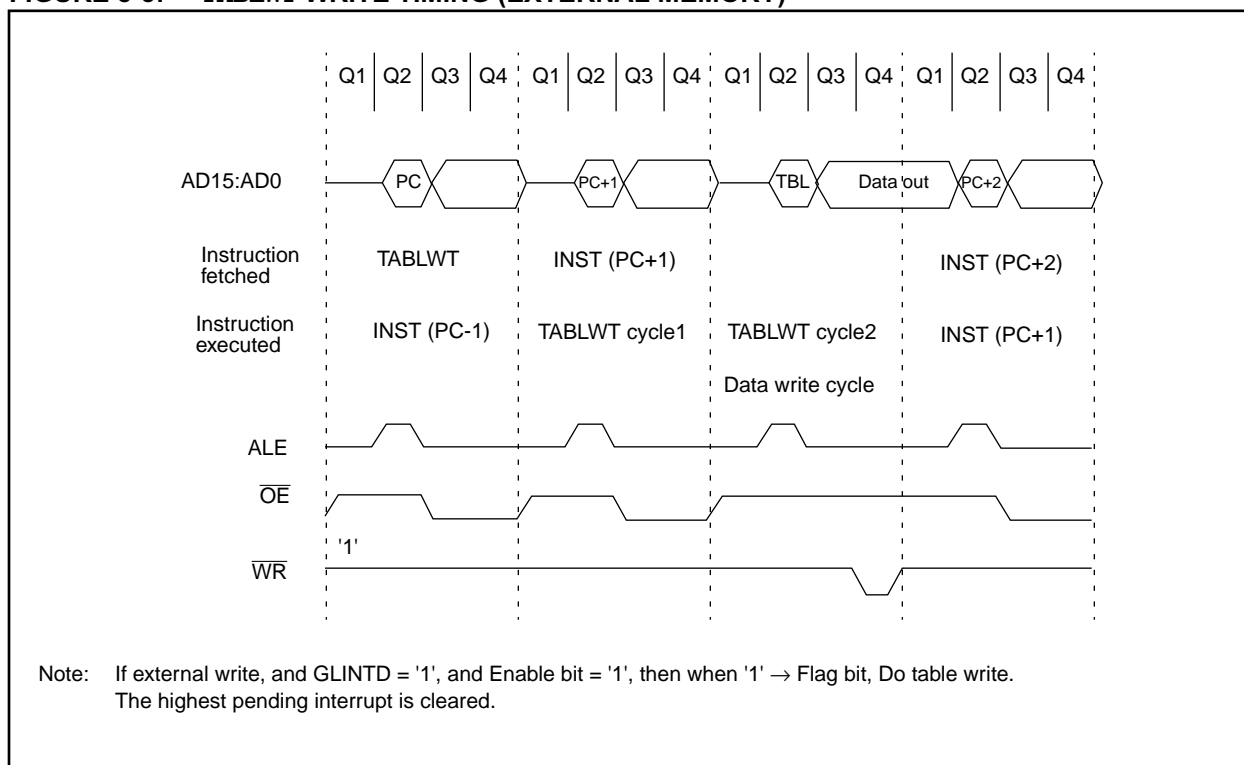 WRITE TIMING (EXTERNAL MEMORY)
Q1 Q2 Q3 Q4 Q1 Q2 Q3 Q4 Q1 Q2 Q3 Q4 Q1 Q2 Q3 Q4
AD15:AD0 PC PC+1 TBL Data out PC+2
Instruction fetched TABLWT INST (PC+1) INST (PC+2)
Instruction executed INST (PC-1) TABLWT cycle1 TABLWT cycle2 INST (PC+1)
Data write cycle
ALE
OE
'1'
WR
Note: If external write, and GLINTD = '1', and Enable bit = '1', then when '1' → Flag bit, Do table write.
The highest pending interrupt is cleared.